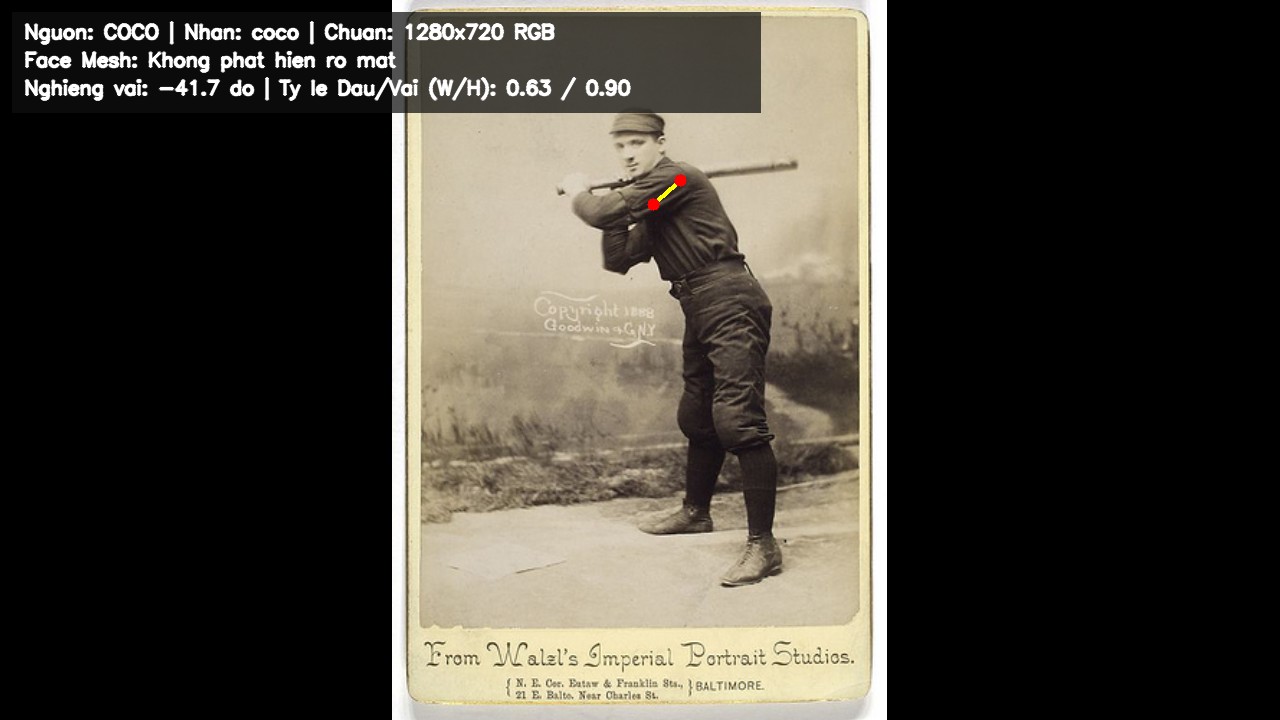 Nguon: COCO | Nhan: coco | Chuan: 1280x720 RGB
Face Mesh: Khong phat hien ro mat
Nghieng vai: -41.7 do | Ty le Dau/Vai (W/H): 0.63 / 0.90
Copyright 1888
Goodwin & Co. N.Y.
From Walzl's Imperial Portrait Studios.
{ N. E. Cor. Eutaw & Franklin Sts., } BALTIMORE.
21 E. Balto. Near Charles St.